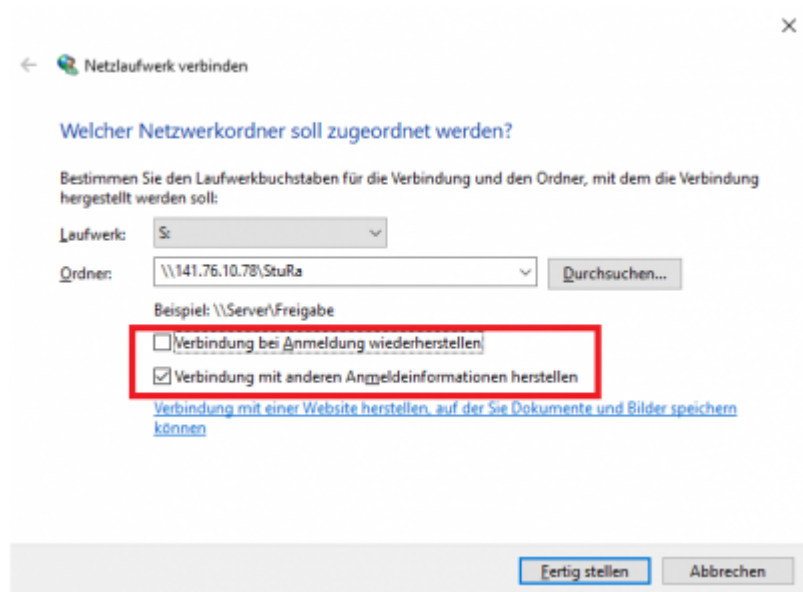 Netzlaufwerk verbinden
Welcher Netzwerkordner soll zugeordnet werden?
Bestimmen Sie den Laufwerkbuchstaben für die Verbindung und den Ordner, mit dem die Verbindung
hergestellt werden soll:
Laufwerk: S:
Ordner: \\141.76.10.78\StuRa Durchsuchen...
Beispiel: \\Server\Freigabe
Verbindung bei Anmeldung wiederherstellen
Verbindung mit anderen Anmeldeinformationen herstellen
Verbindung mit einer Website herstellen, auf der Sie Dokumente und Bilder speichern
können
Fertig stellen Abbrechen